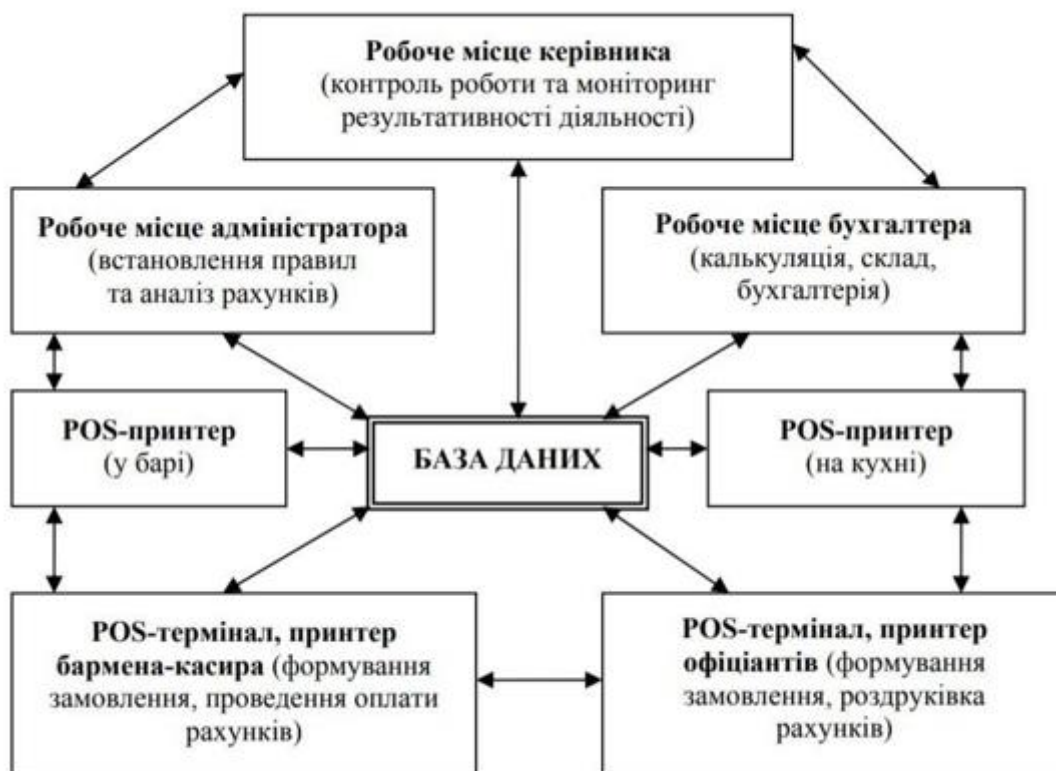 Робоче місце керівника
(контроль роботи та моніторинг
результативності діяльності)
Робоче місце адміністратора
(встановлення правил
та аналіз рахунків)
Робоче місце бухгалтера
(калькуляція, склад,
бухгалтерія)
POS-принтер
(у барі)
БАЗА ДАНИХ
POS-принтер
(на кухні)
POS-термінал, принтер
бармена-касира (формування
замовлення, проведення оплати
рахунків)
POS-термінал, принтер
офіціантів (формування
замовлення, роздруківка
рахунків)